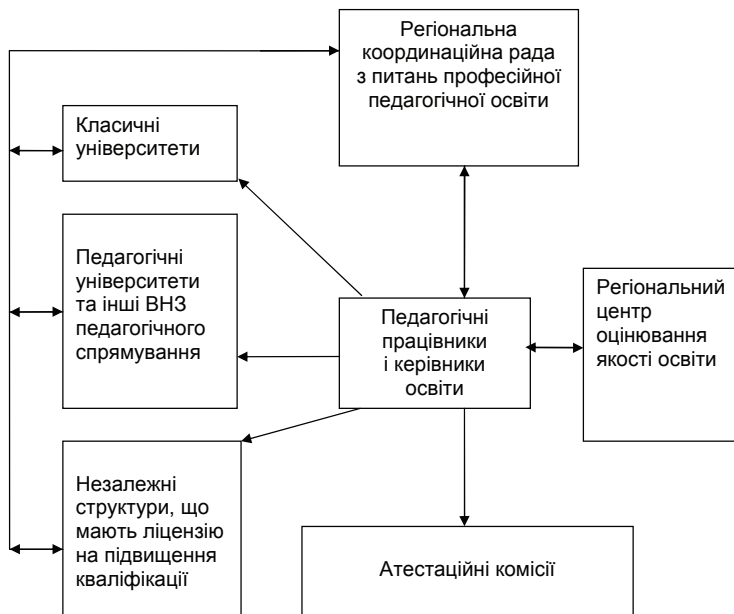 Регіональна
координаційна рада
з питань професійної
педагогічної освіти
Класичні
університети
Педагогічні
університети
та інші ВНЗ
педагогічного
спрямування
Педагогічні
працівники
і керівники
освіти
Регіональний
центр
оцінювання
якості освіти
Незалежні
структури, що
мають ліцензію
на підвищення
кваліфікації
Атестаційні комісії